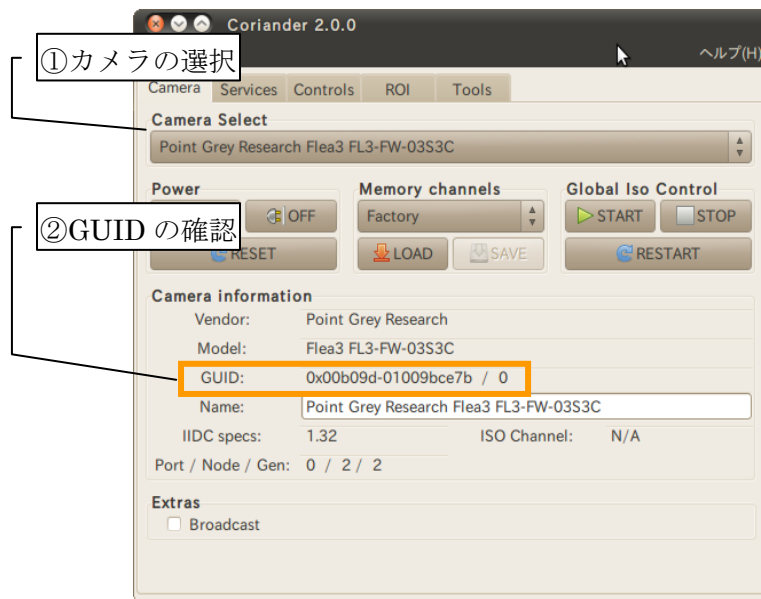 Coriander 2.0.0
①カメラの選択
ヘルプ(H)
Camera Services Controls ROI Tools
Camera Select
Point Grey Research Flea3 FL3-FW-03S3C
Power Memory channels Global Iso Control
②GUID の確認
OFF Factory START STOP
RESET LOAD SAVE RESTART
Camera information
Vendor: Point Grey Research
Model: Flea3 FL3-FW-03S3C
GUID: 0x00b09d-01009bce7b / 0
Name: Point Grey Research Flea3 FL3-FW-03S3C
IIDC specs: 1.32 ISO Channel: N/A
Port / Node / Gen: 0 / 2 / 2
Extras
Broadcast